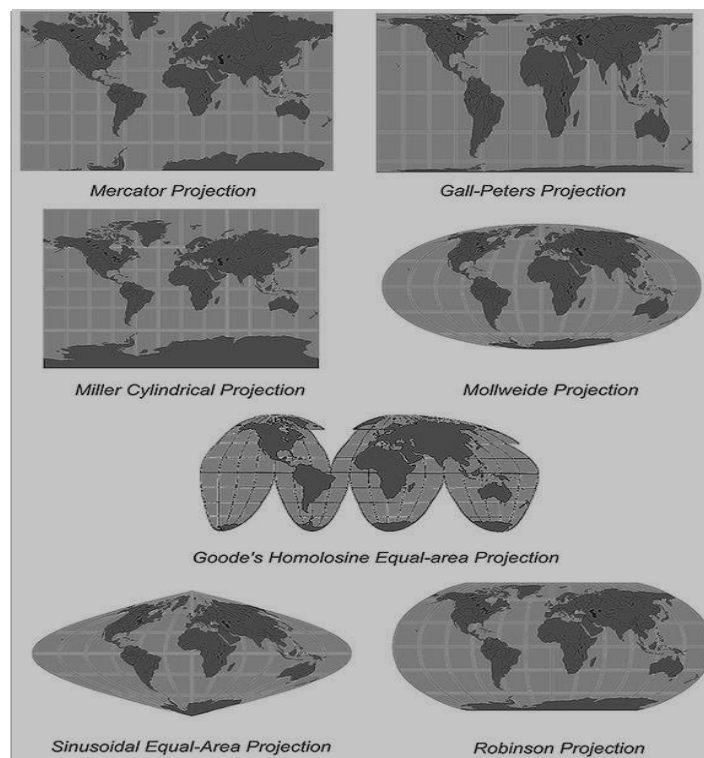 Mercator Projection
Gall-Peters Projection
Miller Cylindrical Projection
Mollweide Projection
Goode's Homolosine Equal-area Projection
Sinusoidal Equal-Area Projection
Robinson Projection